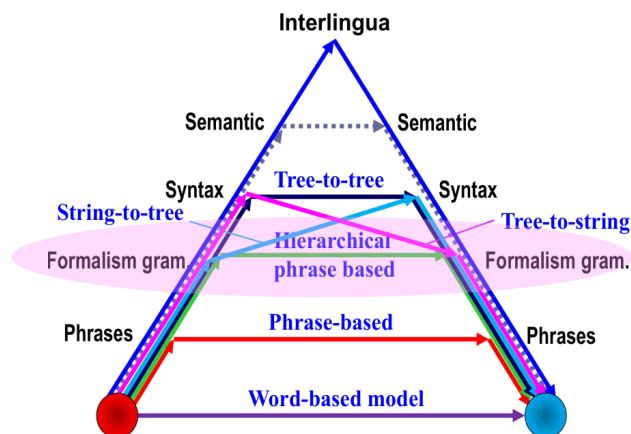 Interlingua
Semantic
Semantic
Syntax
Tree-to-tree
Syntax
String-to-tree
Tree-to-string
Hierarchical
phrase based
Formalism gram.
Formalism gram.
Phrases
Phrase-based
Phrases
Word-based model